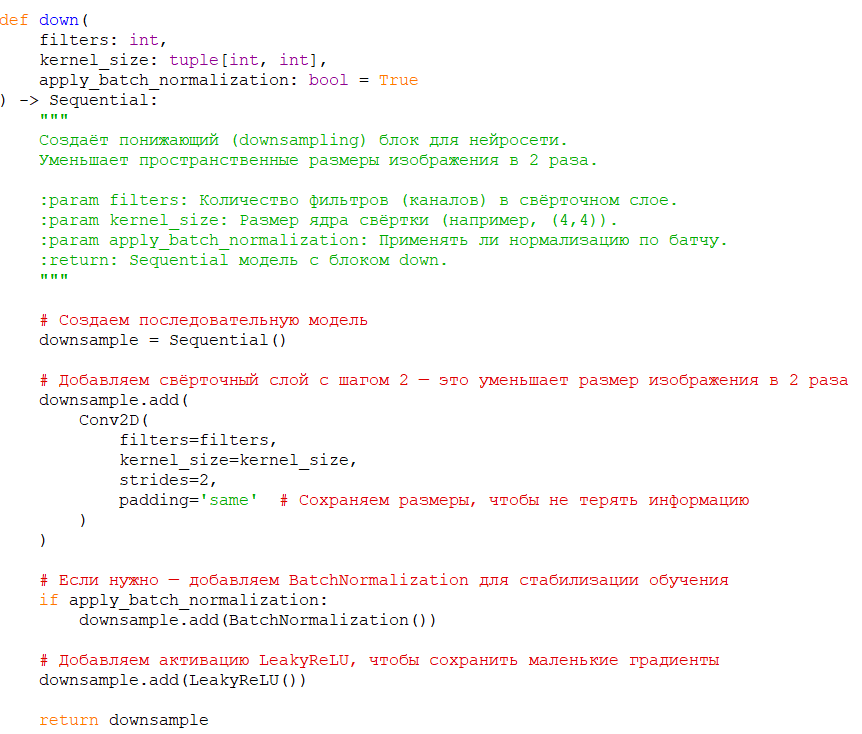 def down(
    filters: int,
    kernel_size: tuple[int, int],
    apply_batch_normalization: bool = True
) -> Sequential:
    """
    Создаёт понижающий (downsampling) блок для нейросети.
    Уменьшает пространственные размеры изображения в 2 раза.

    :param filters: Количество фильтров (каналов) в свёрточном слое.
    :param kernel_size: Размер ядра свёртки (например, (4,4)).
    :param apply_batch_normalization: Применять ли нормализацию по батчу.
    :return: Sequential модель с блоком down.
    """

    # Создаем последовательную модель
    downsample = Sequential()

    # Добавляем свёрточный слой с шагом 2 — это уменьшает размер изображения в 2 раза
    downsample.add(
        Conv2D(
            filters=filters,
            kernel_size=kernel_size,
            strides=2,
            padding='same'  # Сохраняем размеры, чтобы не терять информацию
        )
    )

    # Если нужно — добавляем BatchNormalization для стабилизации обучения
    if apply_batch_normalization:
        downsample.add(BatchNormalization())

    # Добавляем активацию LeakyReLU, чтобы сохранить маленькие градиенты
    downsample.add(LeakyReLU())

    return downsample